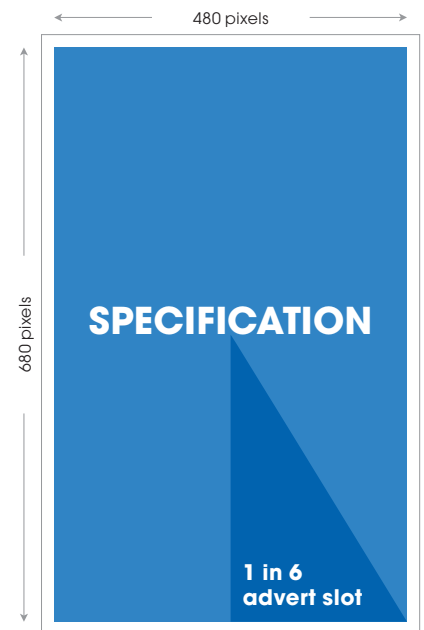 480 pixels
680 pixels
SPECIFICATION
1 in 6
advert slot